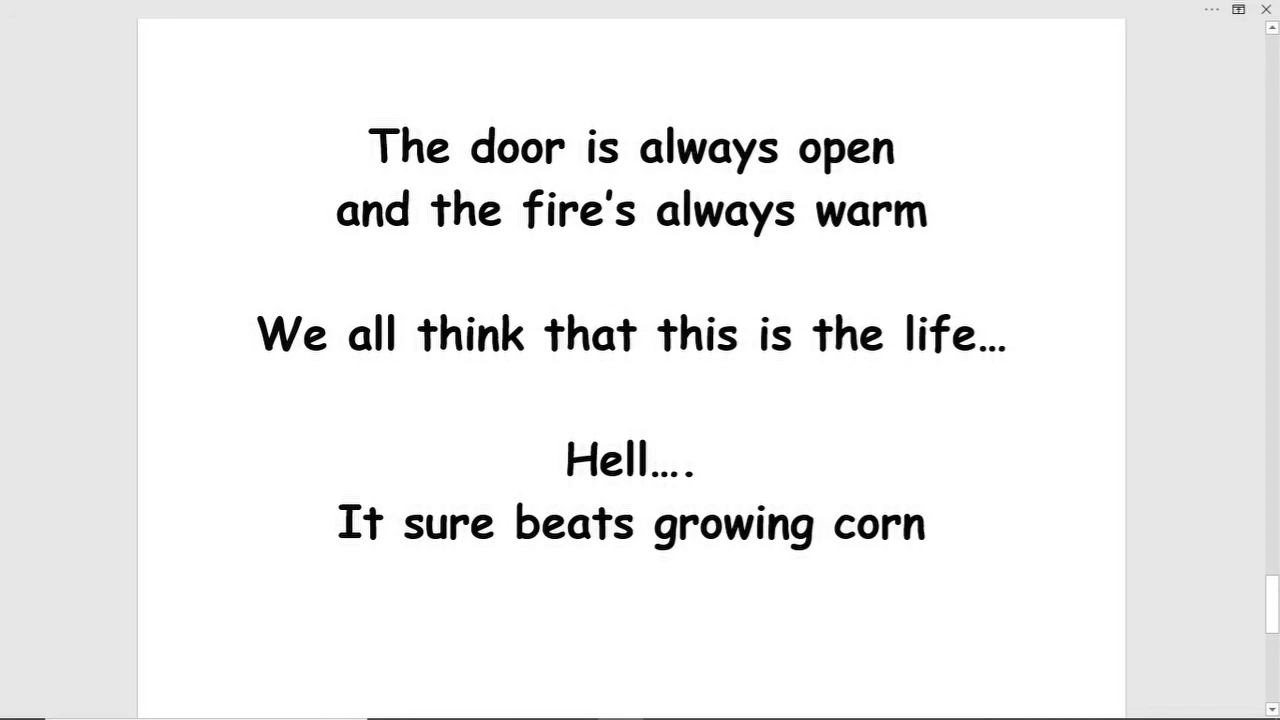 The door is always open
and the fire's always warm
We all think that this is the life…
Hell….
It sure beats growing corn